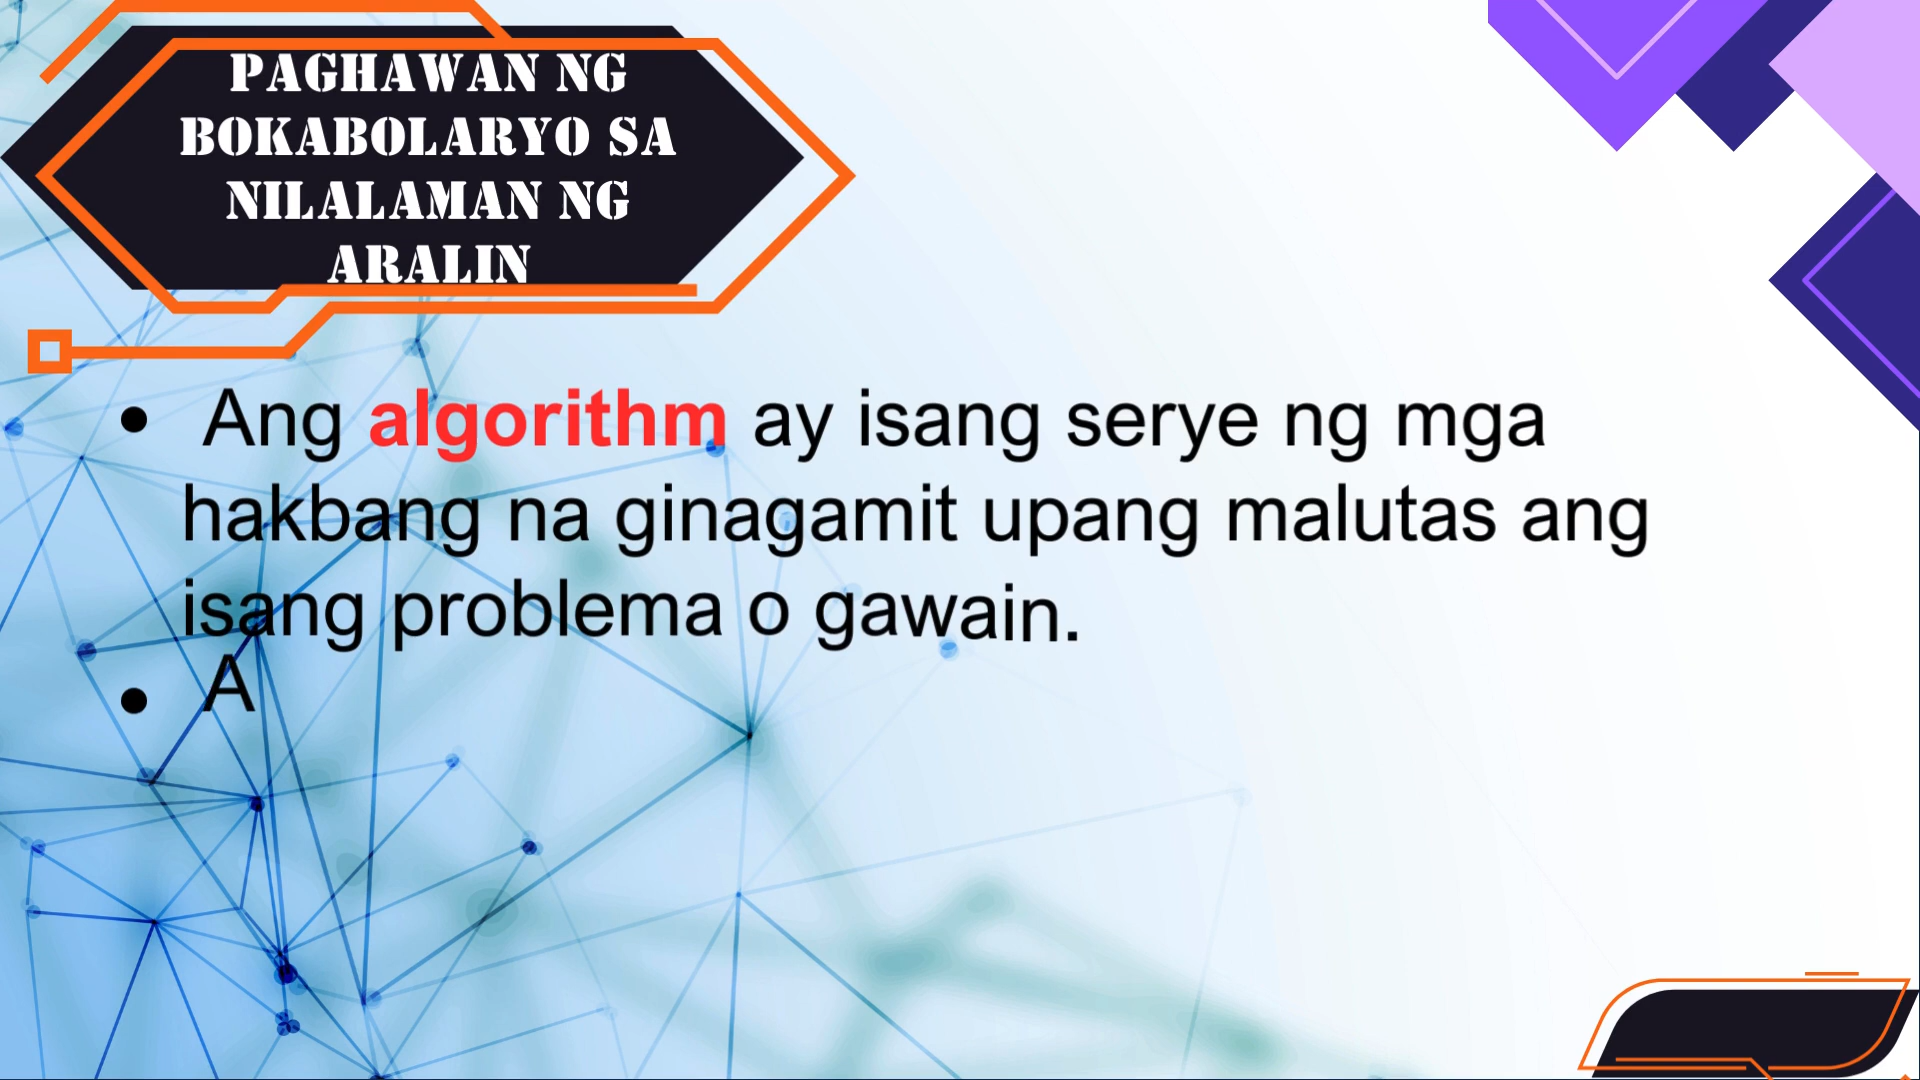 PAGHAWAN NG
BOKABOLARYO SA
NILALAMAN NG
ARALIN
• Ang algorithm ay isang serye ng mga
hakbang na ginagamit upang malutas ang
isang problema o gawain.
• A